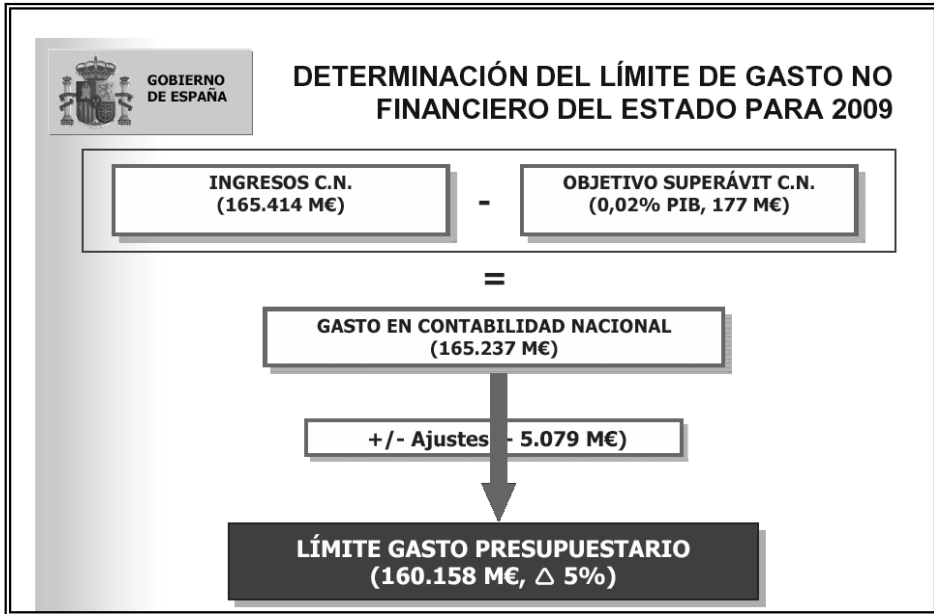 GOBIERNO
DE ESPAÑA
DETERMINACIÓN DEL LÍMITE DE GASTO NO
FINANCIERO DEL ESTADO PARA 2009
INGRESOS C.N.
(165.414 M€)
-
OBJETIVO SUPERÁVIT C.N.
(0,02% PIB, 177 M€)
=
GASTO EN CONTABILIDAD NACIONAL
(165.237 M€)
+/- Ajustes - 5.079 M€)
LÍMITE GASTO PRESUPUESTARIO
(160.158 M€, △ 5%)